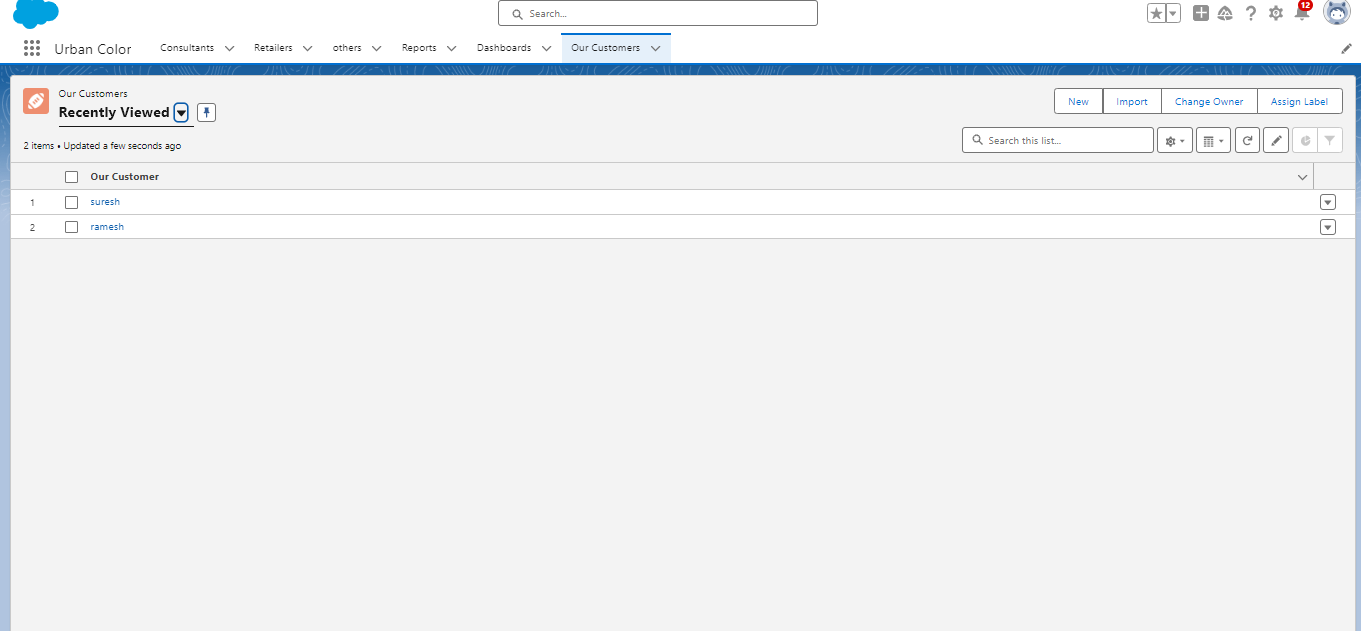 Search...
12
Urban Color Consultants Retailers others Reports Dashboards Our Customers
Our Customers
Recently Viewed
New Import Change Owner Assign Label
2 items • Updated a few seconds ago
Search this list...
Our Customer
1 suresh
2 ramesh